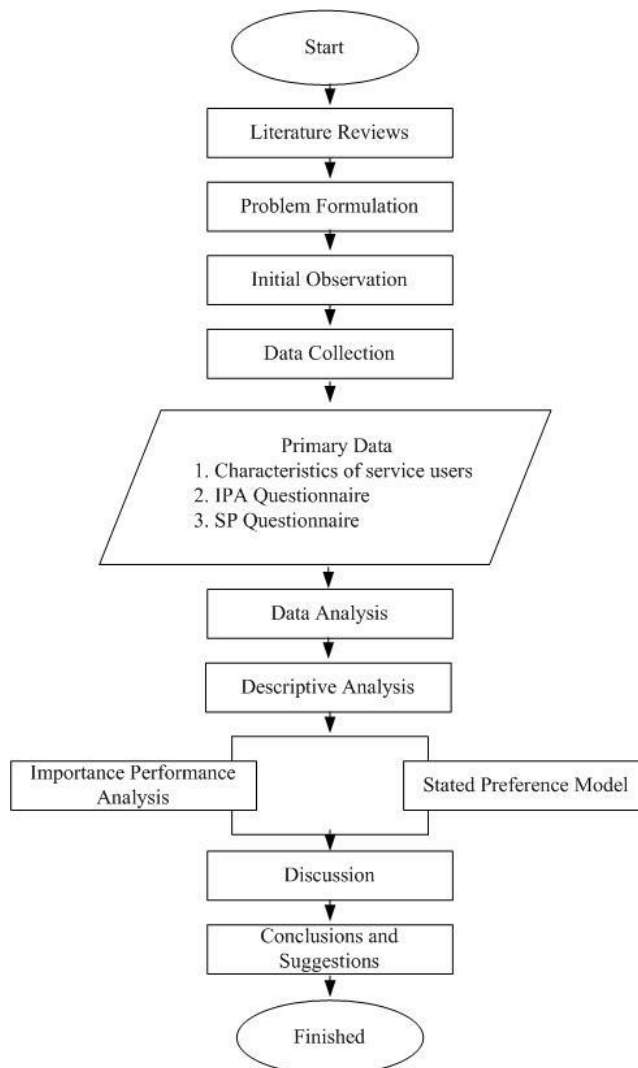 Start
Literature Reviews
Problem Formulation
Initial Observation
Data Collection
Primary Data
1. Characteristics of service users
2. IPA Questionnaire
3. SP Questionnaire
Data Analysis
Descriptive Analysis
Importance Performance
Analysis
Stated Preference Model
Discussion
Conclusions and
Suggestions
Finished